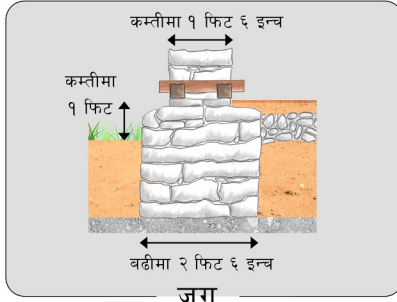 कम्तीमा १ फिट ६ इन्च
कम्तीमा
१ फिट
बढीमा २ फिट ६ इन्च
जग